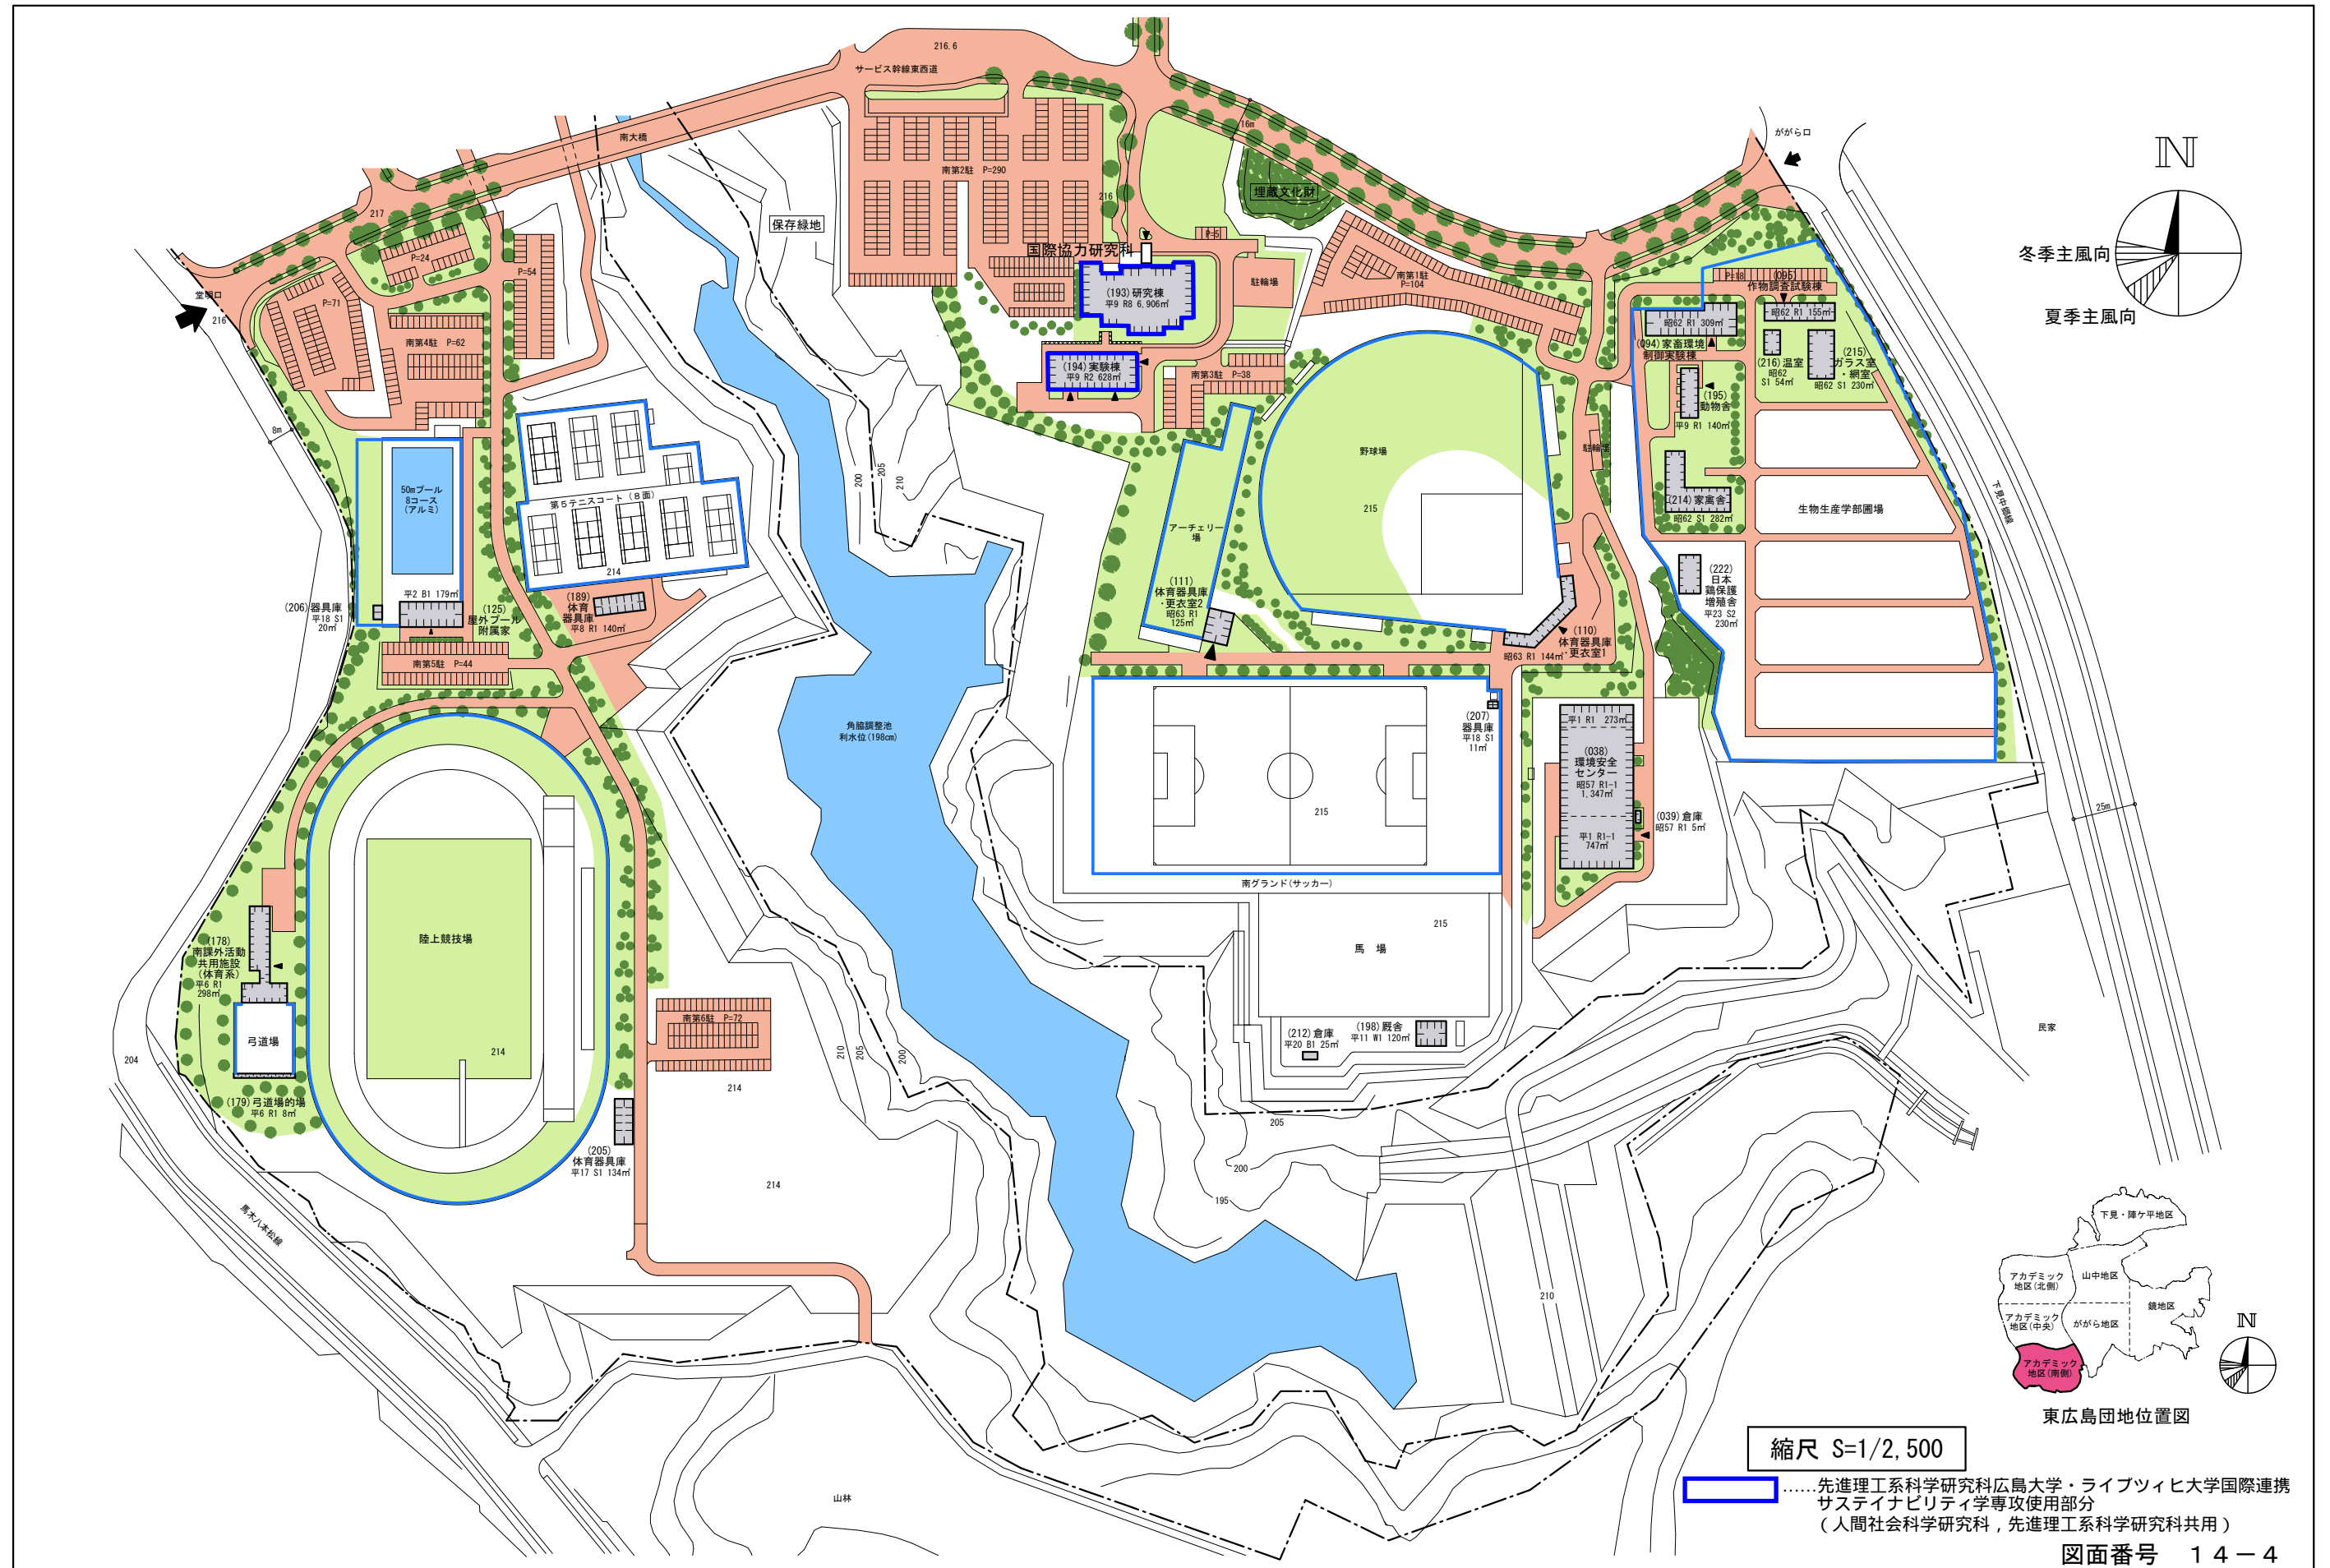 216.6
サービス幹線東西道
南大橋
217
堂明口
216
P=24
P=71
P=54
南第4駐 P=62
8m
保存緑地
南第2駐 P=290
216
16m
埋蔵文化財
ががら口
N
冬季主風向
夏季主風向
国際協力研究科
P=5
(193)研究棟
平9 R8 6,906㎡
駐輪場
南第1駐
P=104
(194)実験棟
平9 R2 628㎡
南第3駐 P=38
P=18
(095)
作物調査試験棟
昭62 R1 155㎡
昭62 R1 309㎡
(094)家畜環境
制御実験棟
(216)温室
昭62
S1 54㎡
(215)
ガラス室
・網室
昭62 S1 230㎡
(195)
動物舎
平9 R1 140㎡
駐輪場
(214)家禽舎
昭62 S1 282㎡
生物生産学部圃場
下見中郷線
(222)
日本
鶏保護
増殖舎
平23 S2
230㎡
50mプール
8コース
(アルミ)
第5テニスコート(8面)
214
平2 B1 179㎡
(125)
屋外プール
附属家
(206)器具庫
平18 S1
20㎡
(189)
体育
器具庫
平8 R1 140㎡
南第5駐 P=44
200
205
210
野球場
215
アーチェリー
場
(111)
体育器具庫
・更衣室2
昭63 R1
125㎡
(110)
体育器具庫
・更衣室1
昭63 R1 144㎡
角脇調整池
利水位(198cm)
(207)
器具庫
平18 S1
11㎡
215
南グランド(サッカー)
平1 R1 273㎡
(038)
環境安全
センター
昭57 R1-1
1,347㎡
平1 R1-1
747㎡
(039)倉庫
昭57 R1 5㎡
25m
陸上競技場
214
(178)
南課外活動
共用施設
(体育系)
平6 R1
298㎡
弓道場
(179)弓道場的場
平6 R1 8㎡
204
南第6駐 P=72
214
210
205
200
(205)
体育器具庫
平17 S1 134㎡
214
215
馬 場
(212)倉庫
平20 B1 25㎡
(198)厩舎
平11 W1 120㎡
205
200
195
210
民家
馬木八本松線
山林
下見・陣ケ平地区
アカデミック
地区(北側)
山中地区
鏡地区
アカデミック
地区(中央)
ががら地区
アカデミック
地区(南側)
N
東広島団地位置図
縮尺 S=1/2,500
......先進理工系科学研究科広島大学・ライプツィヒ大学国際連携
サステイナビリティ学専攻使用部分
(人間社会科学研究科,先進理工系科学研究科共用)
図面番号 14-4